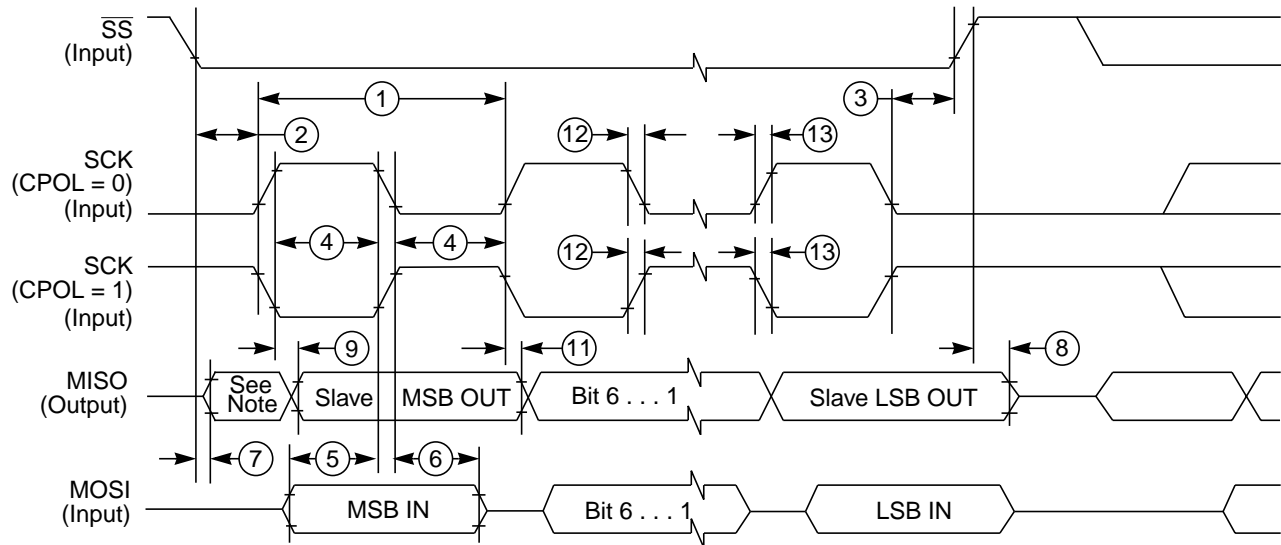 SS
(Input)
1
3
2
SCK
(CPOL = 0)
(Input)
12
13
4
4
SCK
(CPOL = 1)
(Input)
12
13
9
11
8
MISO
(Output)
See
Note
Slave MSB OUT
Bit 6 . . . 1
Slave LSB OUT
7
5
6
MOSI
(Input)
MSB IN
Bit 6 . . . 1
LSB IN